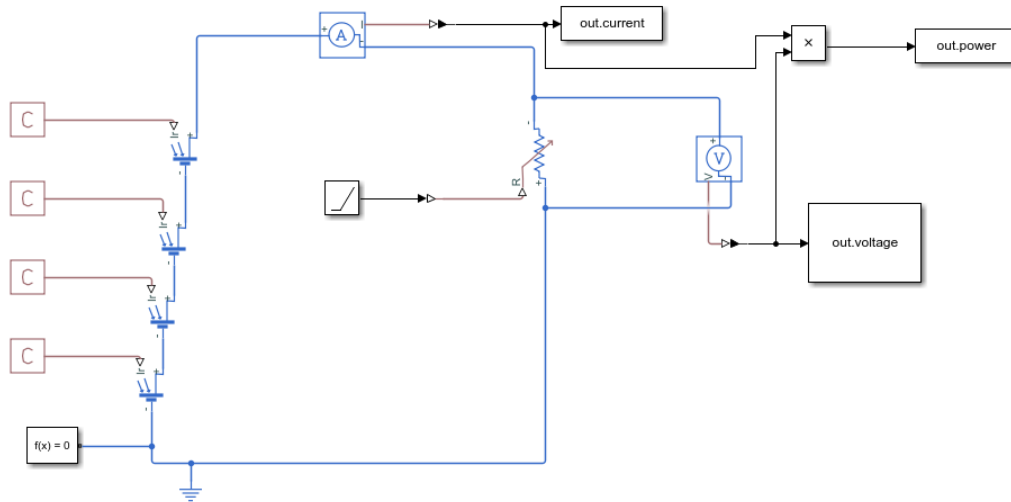 A
I
out.current
×
out.power
C
Ir
+
-
+
-
+
V
V
-
R
+
C
Ir
+
-
out.voltage
C
Ir
+
-
C
Ir
+
-
f(x) = 0